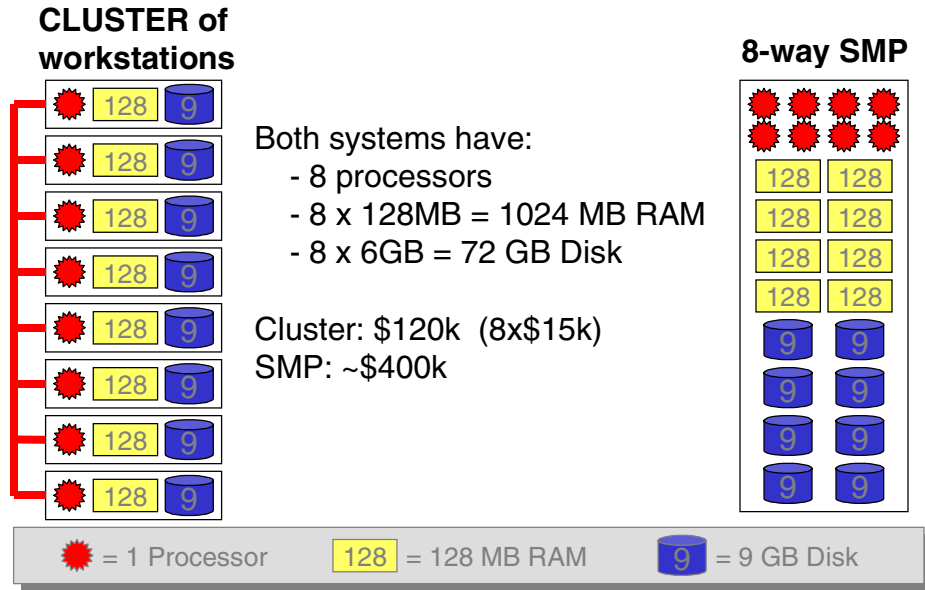 CLUSTER of
workstations
128 9
128 9
128 9
128 9
128 9
128 9
128 9
128 9
Both systems have:
- 8 processors
- 8 x 128MB = 1024 MB RAM
- 8 x 6GB = 72 GB Disk
Cluster: $120k (8x$15k)
SMP: ~$400k
8-way SMP
128 128
128 128
128 128
128 128
9 9
9 9
9 9
9 9
= 1 Processor 128 = 128 MB RAM 9 = 9 GB Disk